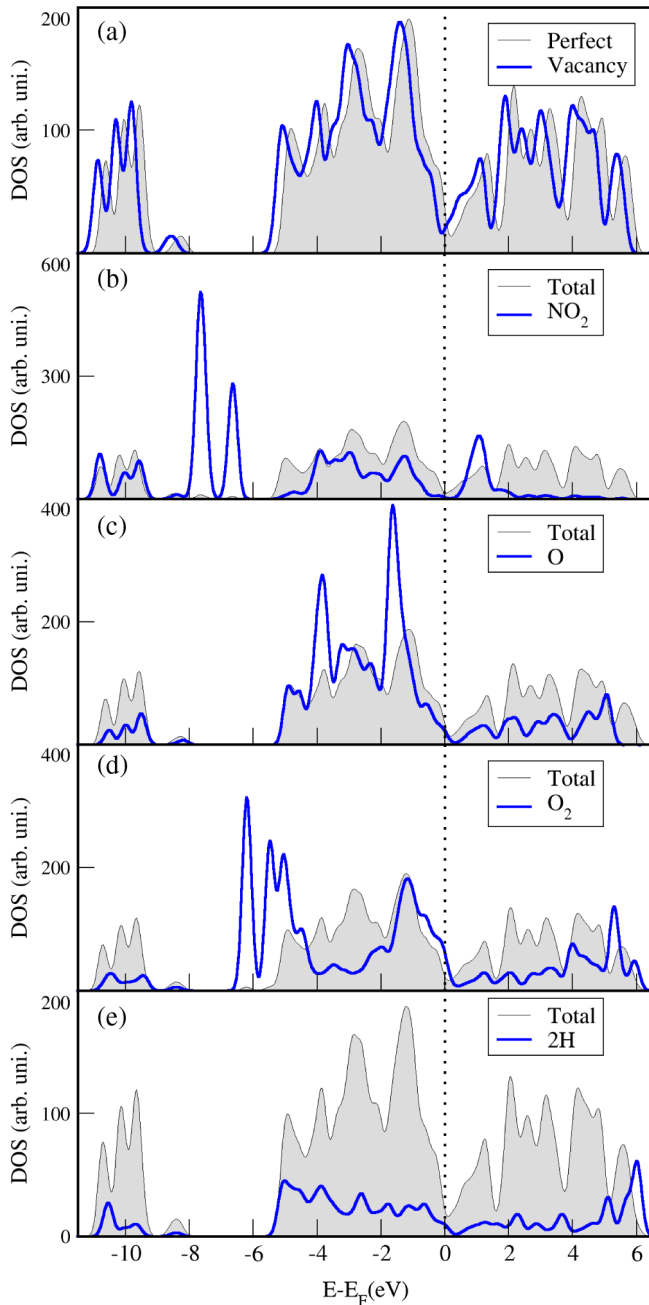 200
(a)
Perfect
Vacancy
100
DOS (arb. uni.)
600
(b)
Total
NO₂
300
DOS (arb. uni.)
400
(c)
Total
O
200
DOS (arb. uni.)
400
(d)
Total
O₂
200
DOS (arb. uni.)
200
(e)
Total
2H
100
DOS (arb. uni.)
0
-10 -8 -6 -4 -2 0 2 4 6
E-E_F(eV)